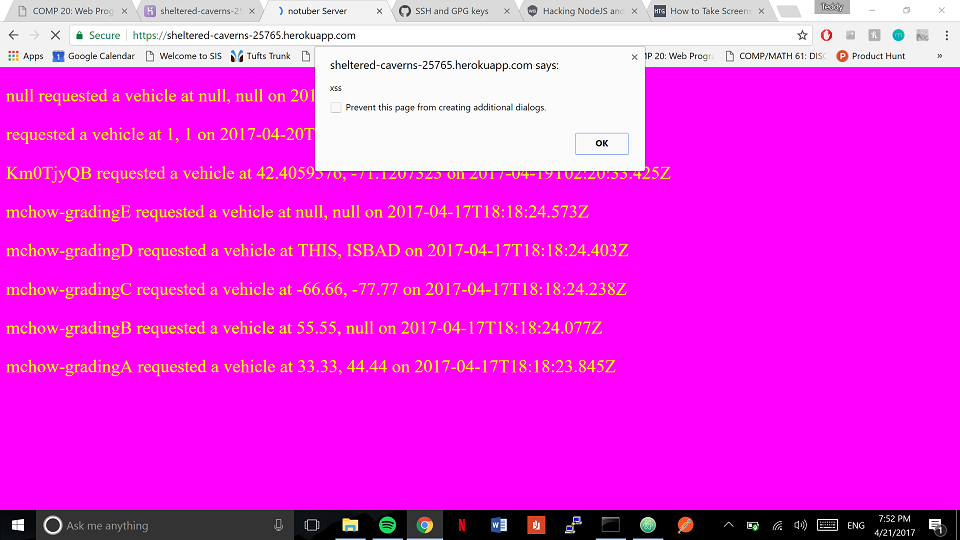 COMP 20: Web Prog
sheltered-caverns-25
notuber Server
SSH and GPG keys
Hacking NodeJS and
HTG How to Take Screens
Teddy
Secure https://sheltered-caverns-25765.herokuapp.com
Apps
1 Google Calendar
Welcome to SIS
Tufts Trunk
MP 20: Web Progr
COMP/MATH 61: DISC
P Product Hunt
»
sheltered-caverns-25765.herokuapp.com says:
xss
Prevent this page from creating additional dialogs.
OK
null requested a vehicle at null, null on 201
requested a vehicle at 1, 1 on 2017-04-20T
Km0TjyQB requested a vehicle at 42.4059376, -71.1207323 on 2017-04-19T02:20:33.425Z
mchow-gradingE requested a vehicle at null, null on 2017-04-17T18:18:24.573Z
mchow-gradingD requested a vehicle at THIS, ISBAD on 2017-04-17T18:18:24.403Z
mchow-gradingC requested a vehicle at -66.66, -77.77 on 2017-04-17T18:18:24.238Z
mchow-gradingB requested a vehicle at 55.55, null on 2017-04-17T18:18:24.077Z
mchow-gradingA requested a vehicle at 33.33, 44.44 on 2017-04-17T18:18:23.845Z
Ask me anything
ENG
7:52 PM
4/21/2017